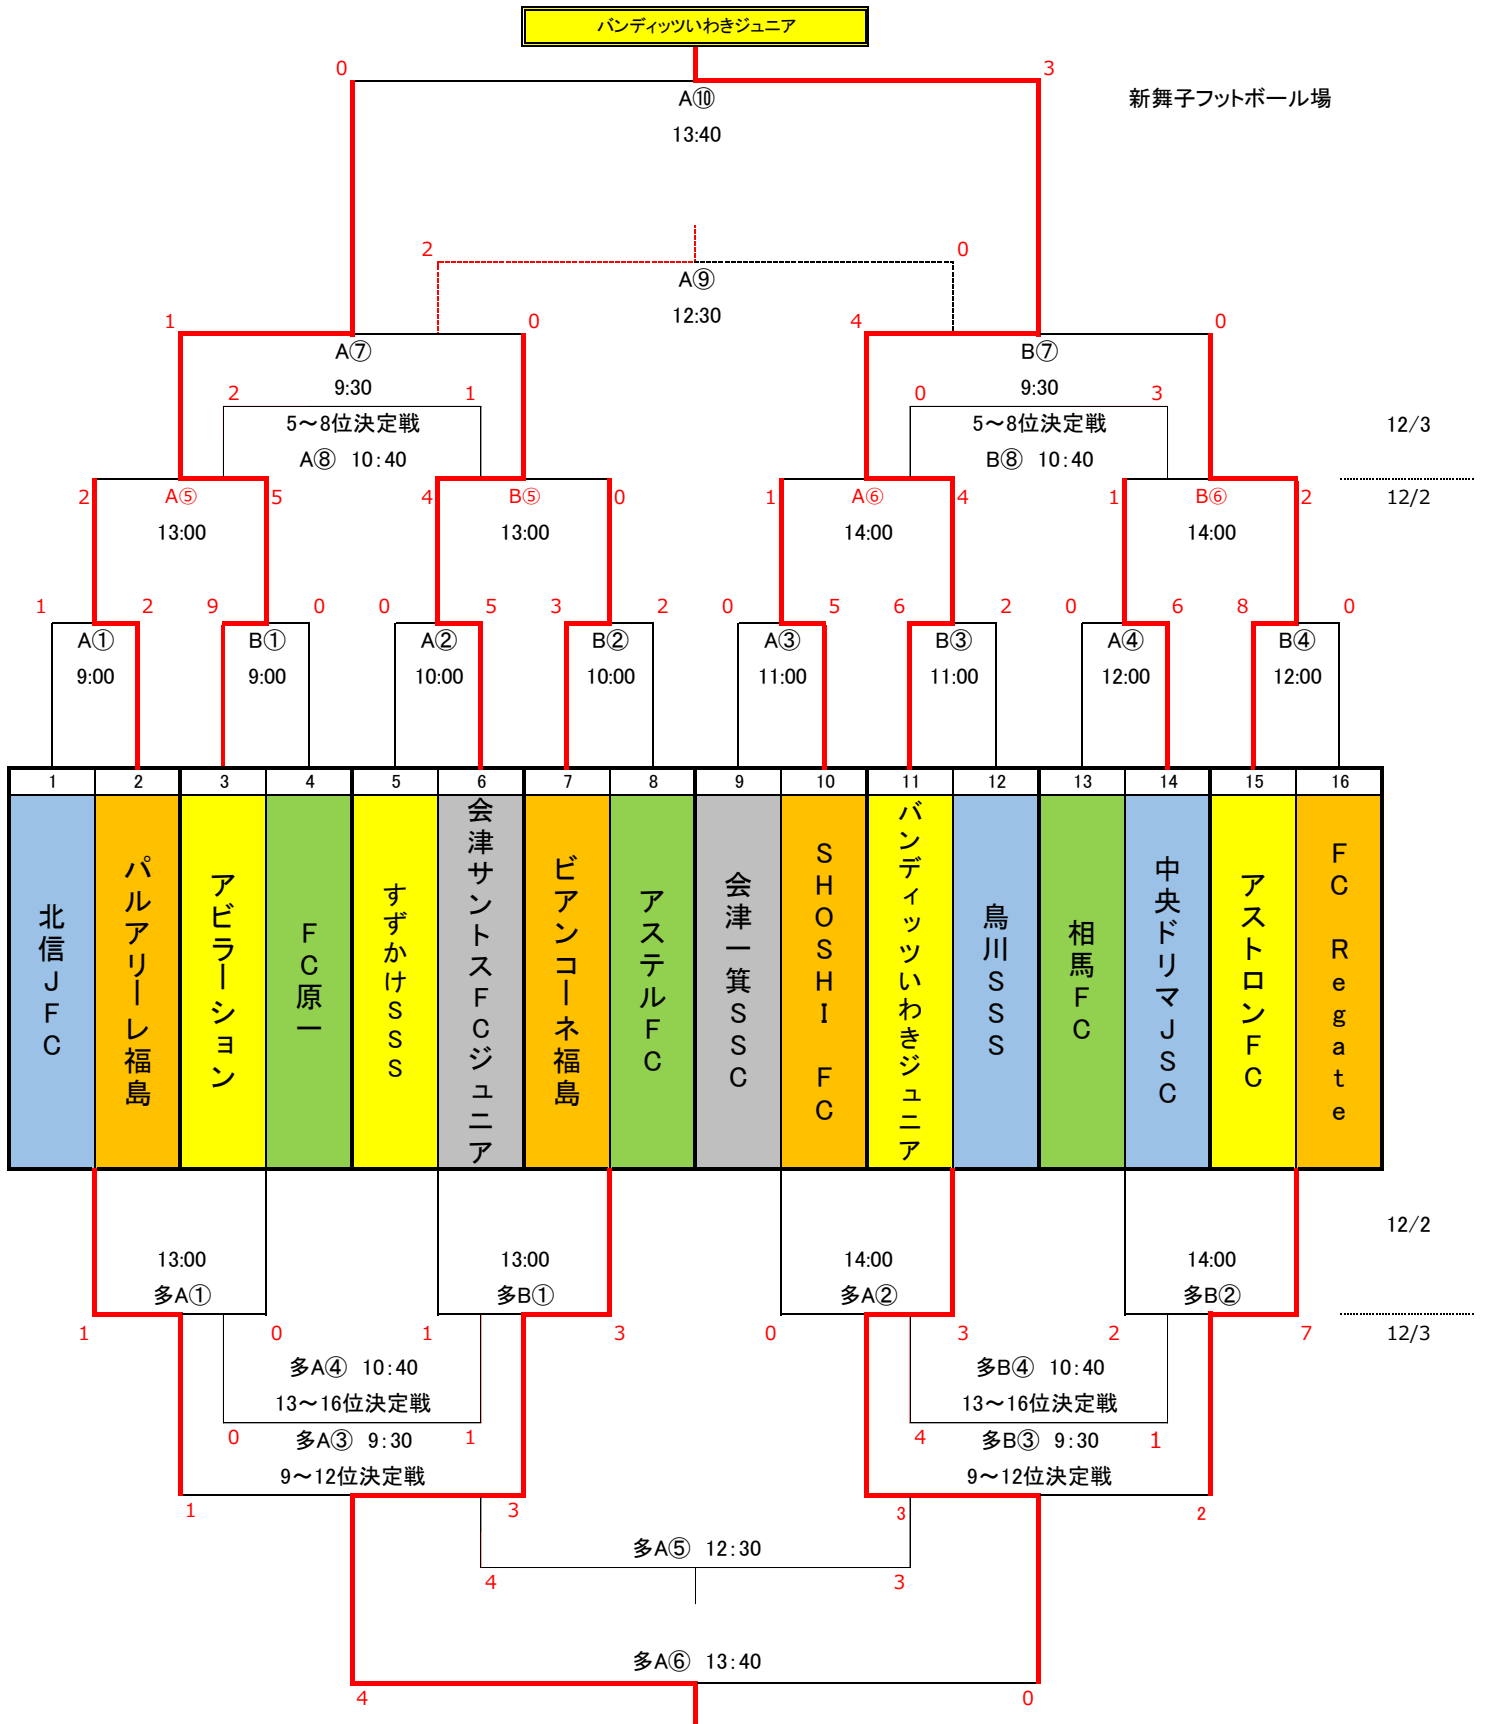 バンディッツいわきジュニア
0 3
A⑩ 新舞子フットボール場
13:40
2 0
A⑨
12:30
1 0 4 0
A⑦ B⑦
9:30 9:30
2 1 0 3
5～8位決定戦 5～8位決定戦 12/3
A⑧ 10:40 B⑧ 10:40
2 A⑤ 5 4 B⑤ 0 1 A⑥ 4 1 B⑥ 2 12/2
13:00 13:00 14:00 14:00
1 2 9 0 0 5 3 2 0 5 6 2 0 6 8 0
A① B① A② B② A③ B③ A④ B④
9:00 9:00 10:00 10:00 11:00 11:00 12:00 12:00
1 2 3 4 5 6 7 8 9 10 11 12 13 14 15 16
北信JFC
パルアリーレ福島
アビラーション
FC原一
すずかけSSS
会津サントスFCジュニア
ビアンコーネ福島
アステルFC
会津一箕SSC
SHOSHI FC
バンディッツいわきジュニア
鳥川SSS
相馬FC
中央ドリマJSC
アストロンFC
FC Regate
12/2
13:00 13:00 14:00 14:00
多A① 多B① 多A② 多B②
1 0 1 3 0 3 2 7 12/3
多A④ 10:40 多B④ 10:40
13～16位決定戦 13～16位決定戦
0 多A③ 9:30 1 4 多B③ 9:30 1
9～12位決定戦 9～12位決定戦
1 3 3 2
多A⑤ 12:30
4 3
多A⑥ 13:40
4 0